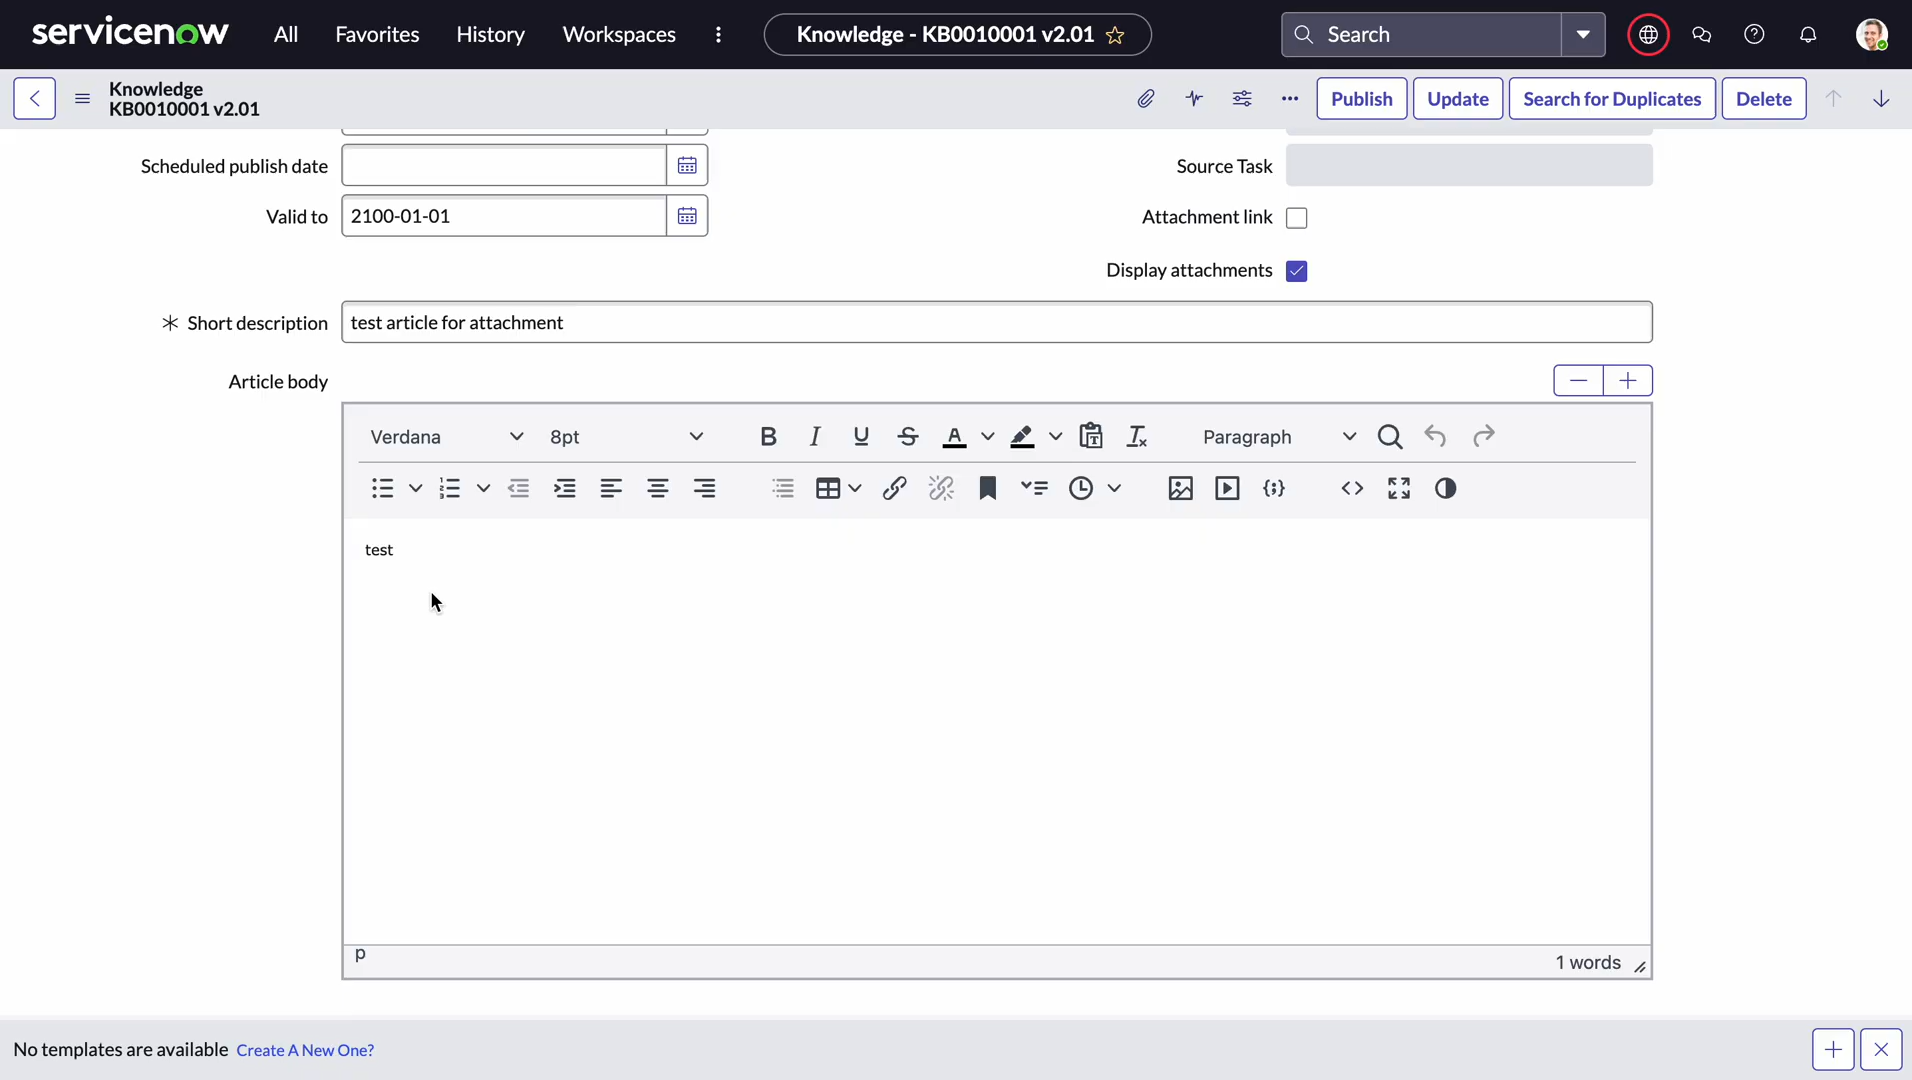 servicenow All Favorites History Workspaces Knowledge - KB0010001 v2.01 Search
Knowledge
KB0010001 v2.01
Publish Update Search for Duplicates Delete
Scheduled publish date
Source Task
Valid to 2100-01-01
Attachment link
Display attachments
Short description test article for attachment
Article body
Verdana 8pt B I U S A T Paragraph
test
p
1 words
No templates are available Create A New One?